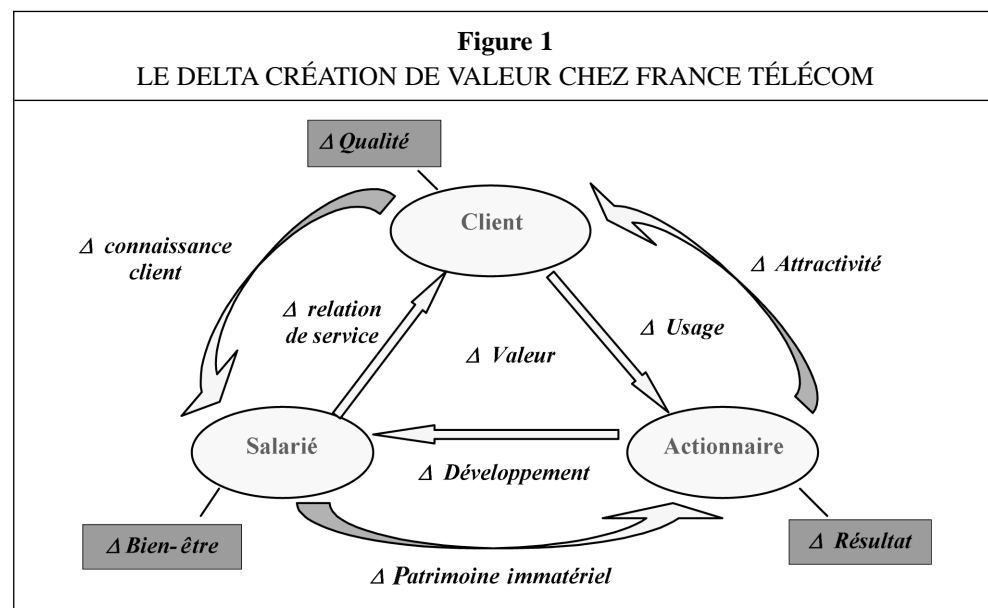 Figure 1
LE DELTA CRÉATION DE VALEUR CHEZ FRANCE TÉLÉCOM
Δ Qualité
Client
Δ connaissance
client
Δ Attractivité
Δ relation
de service
Δ Usage
Δ Valeur
Salarié
Actionnaire
Δ Développement
Δ Bien-être
Δ Résultat
Δ Patrimoine immatériel